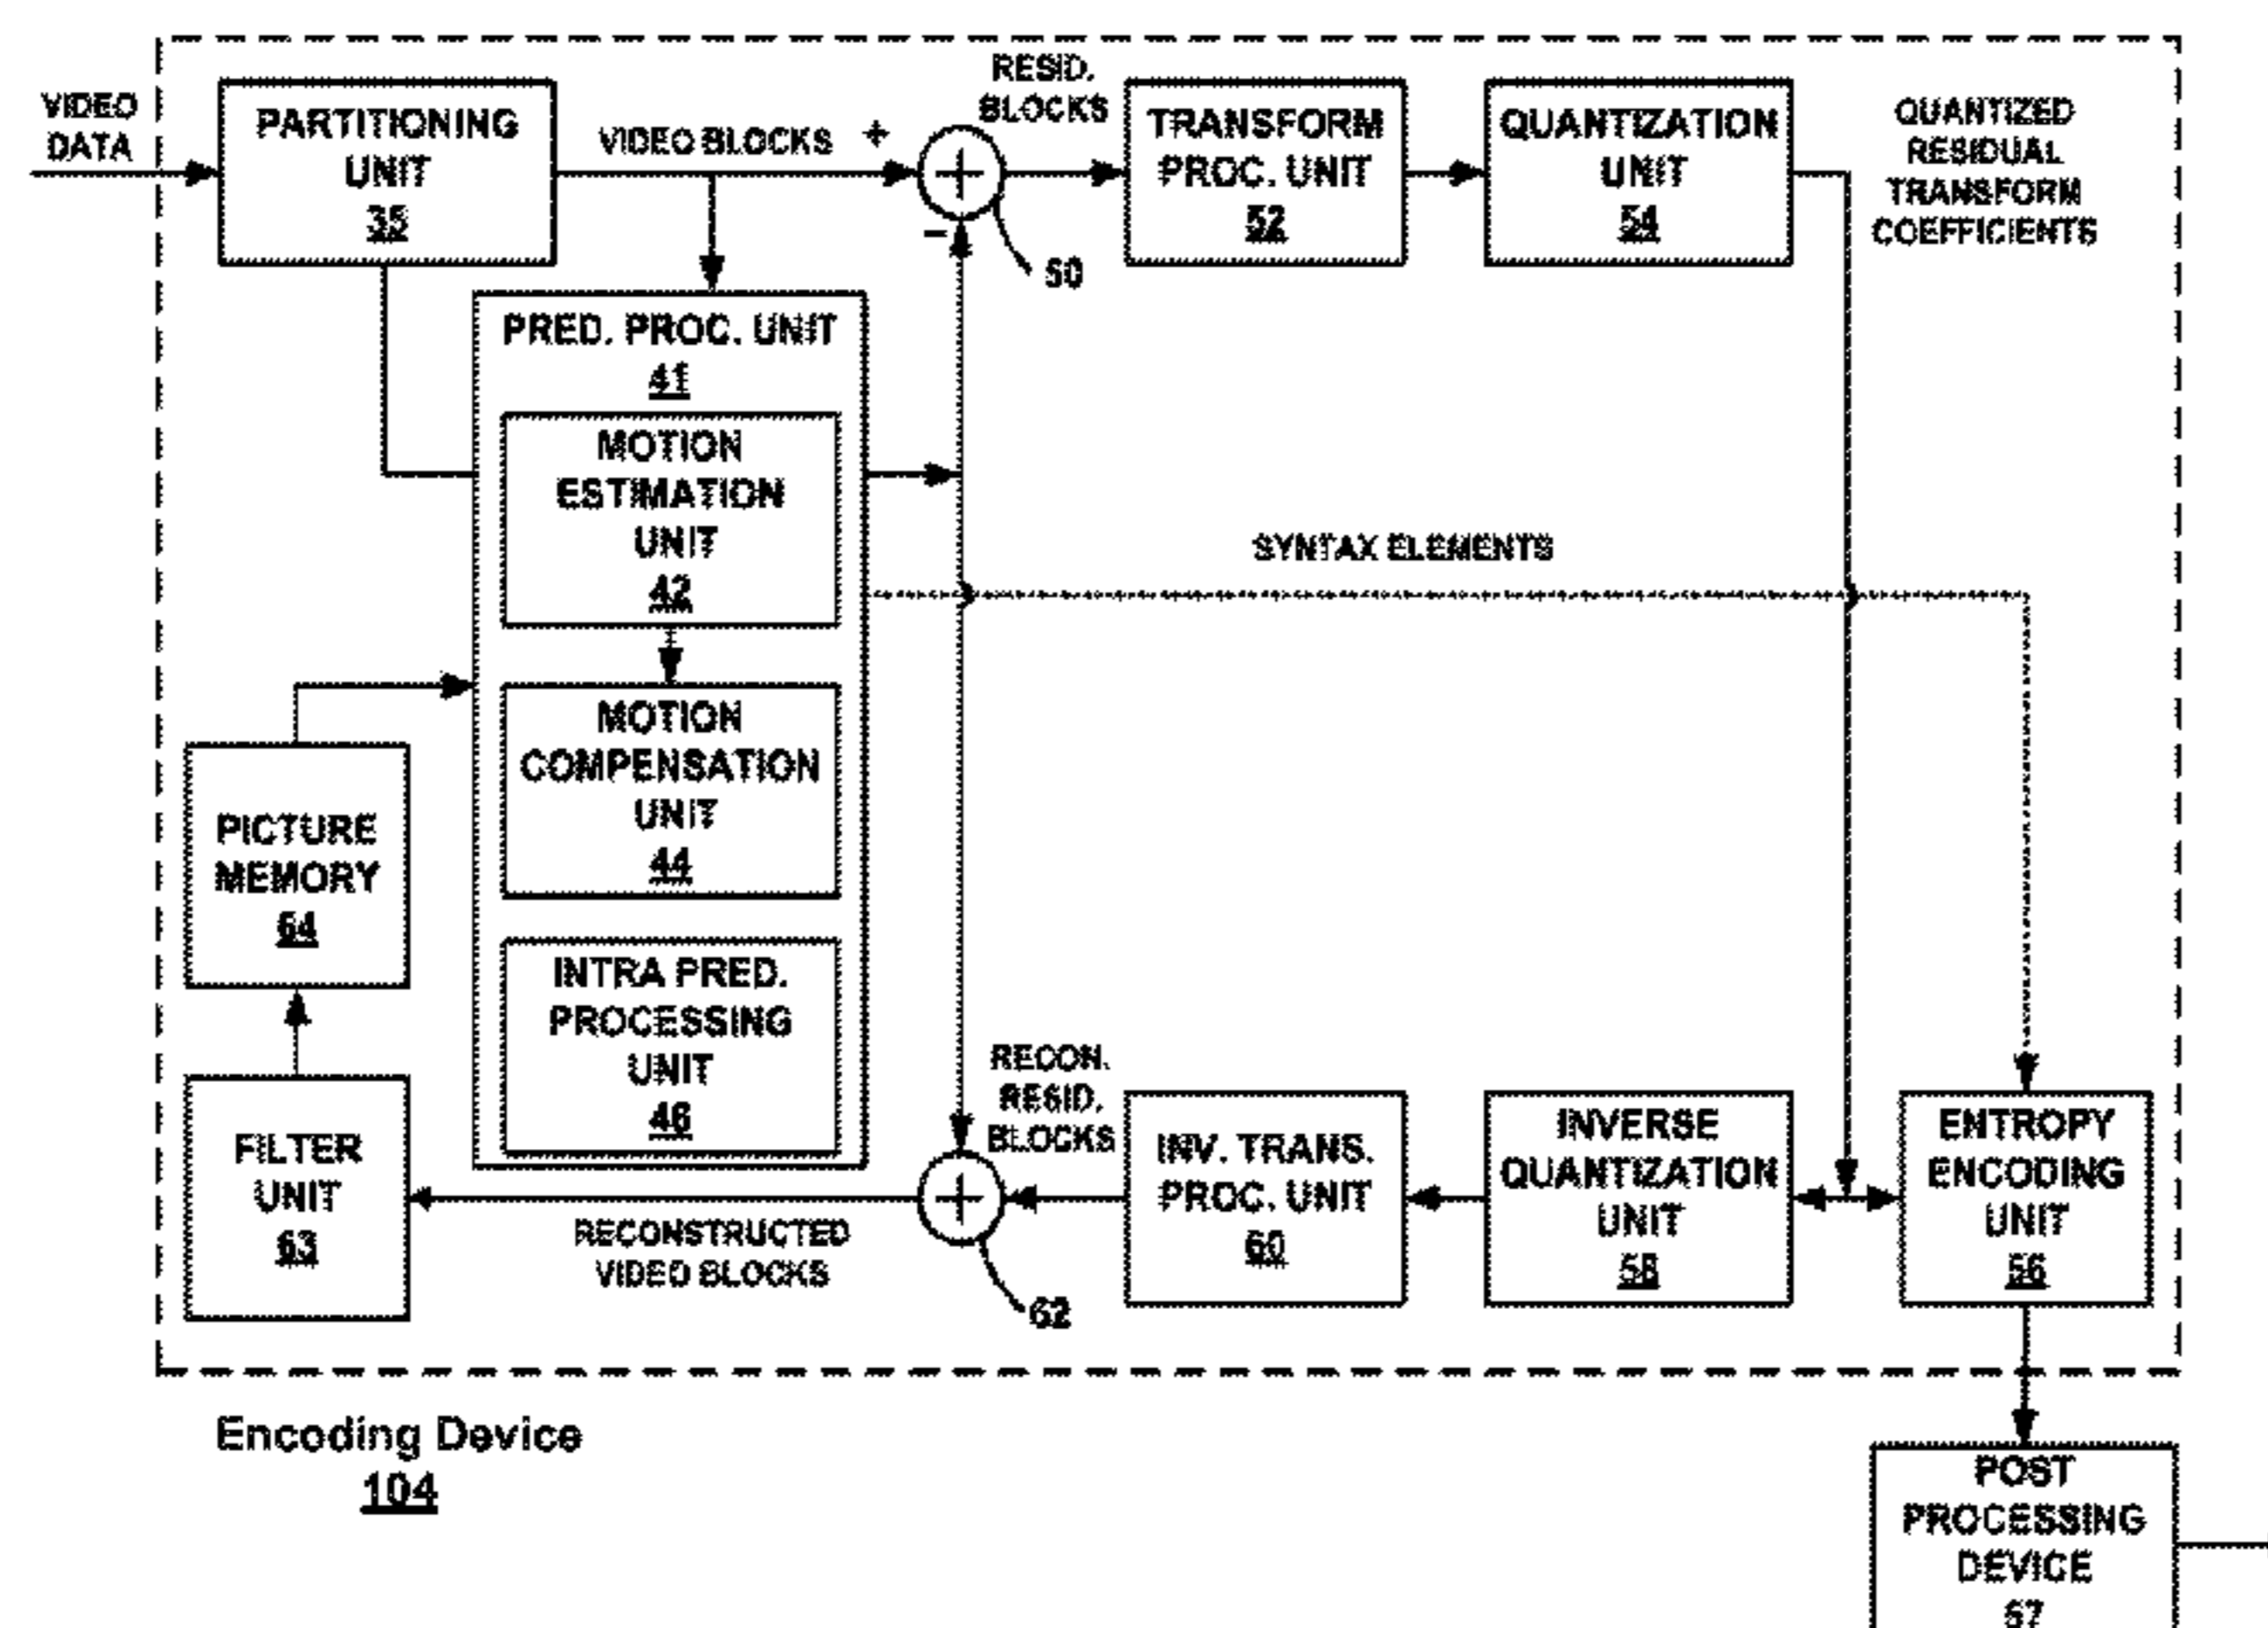 VIDEO
DATA
PARTITIONING
UNIT
35
VIDEO BLOCKS
+
-
50
RESID.
BLOCKS
TRANSFORM
PROC. UNIT
52
QUANTIZATION
UNIT
54
QUANTIZED
RESIDUAL
TRANSFORM
COEFFICIENTS
PRED. PROC. UNIT
41
MOTION
ESTIMATION
UNIT
42
SYNTAX ELEMENTS
MOTION
COMPENSATION
UNIT
44
PICTURE
MEMORY
64
INTRA PRED.
PROCESSING
UNIT
46
FILTER
UNIT
63
RECONSTRUCTED
VIDEO BLOCKS
62
RECON.
RESID.
BLOCKS
INV. TRANS.
PROC. UNIT
60
INVERSE
QUANTIZATION
UNIT
58
ENTROPY
ENCODING
UNIT
56
Encoding Device
104
POST
PROCESSING
DEVICE
57